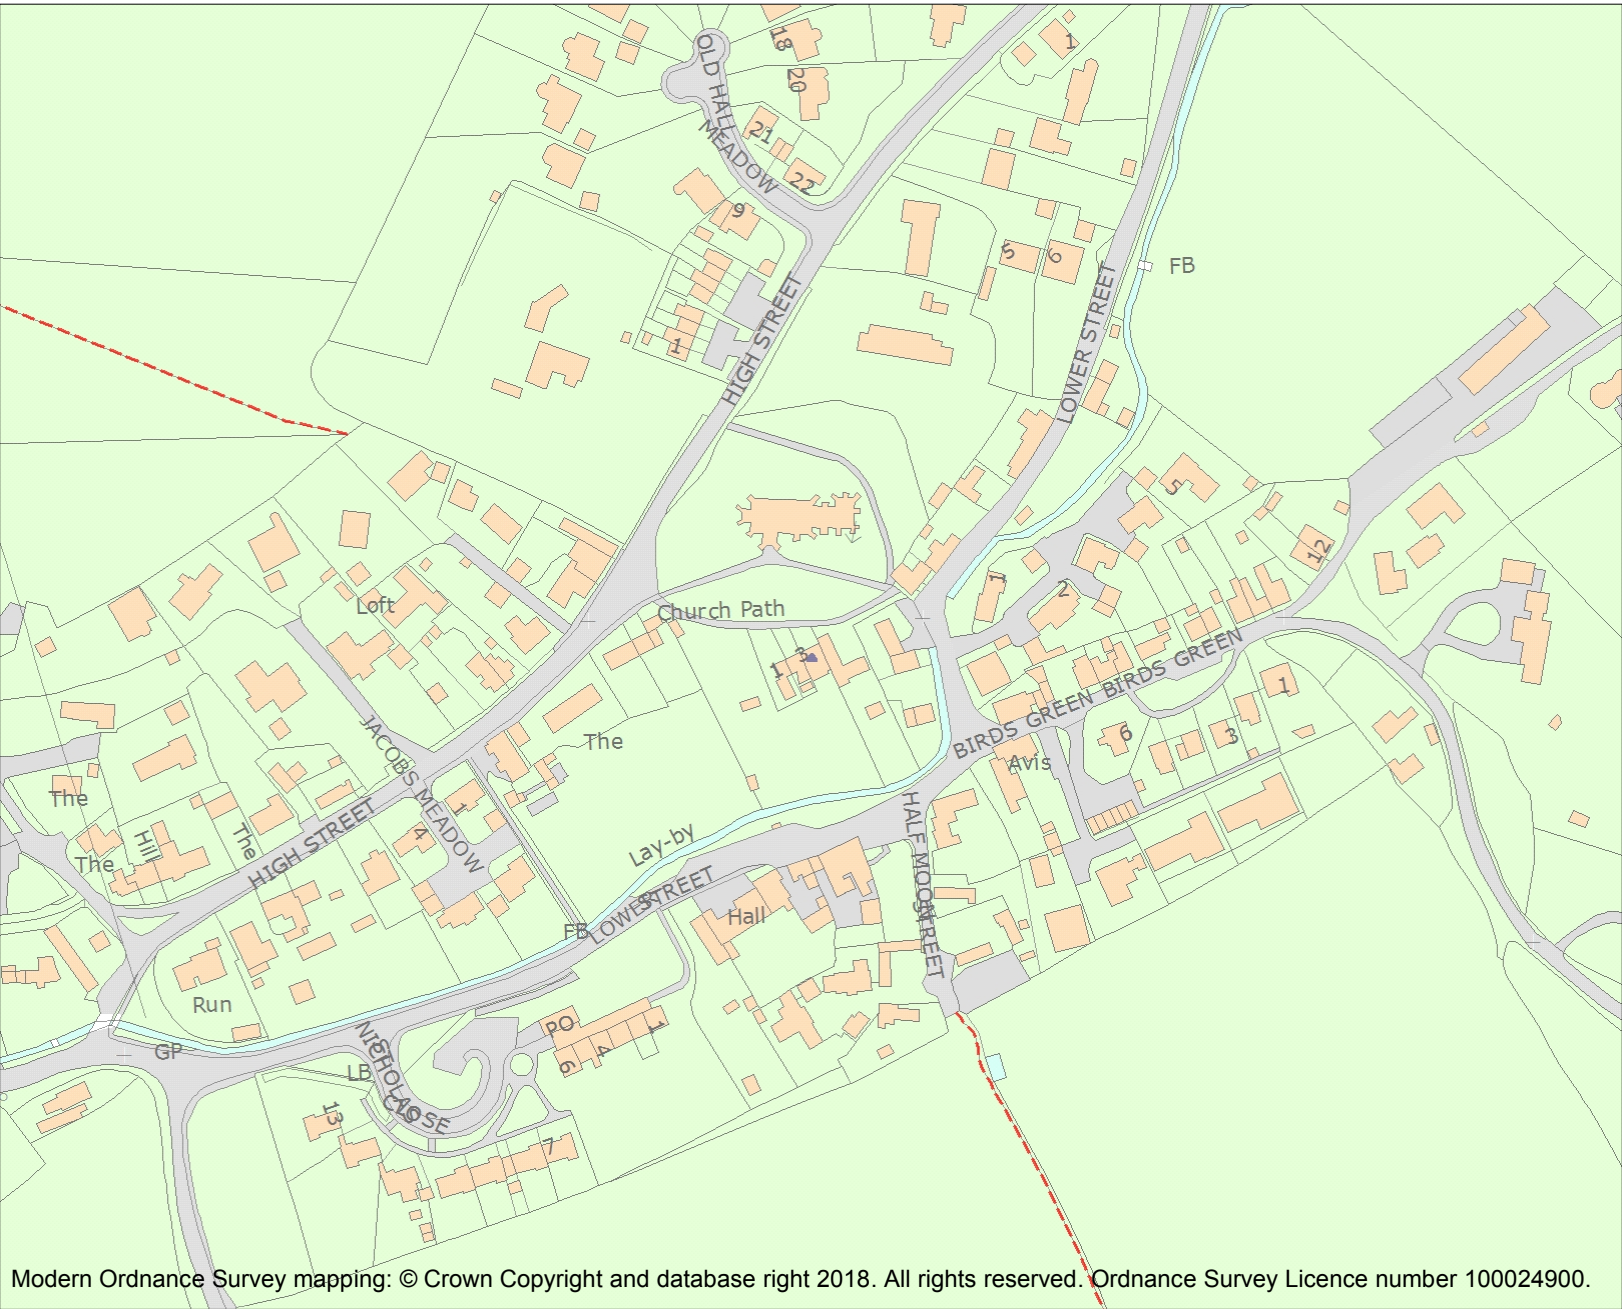 OLD HALL
MEADOW
18
20
1
21
22
9
5
6
FB
HIGH STREET
1
LOWER STREET
5
12
Loft
Church Path
1
2
1
3
The
BIRDS GREEN
BIRDS GREEN
1
6
3
Avis
JACOBS MEADOW
The
The
Hill
The
HIGH STREET
4
1
Lay-by
LOWER STREET
HALF MOON STREET
Hall
FB
Run
GP
LB
NICHOLAS CLOSE
PO
6
4
1
13
7
Modern Ordnance Survey mapping: © Crown Copyright and database right 2018. All rights reserved. Ordnance Survey Licence number 100024900.